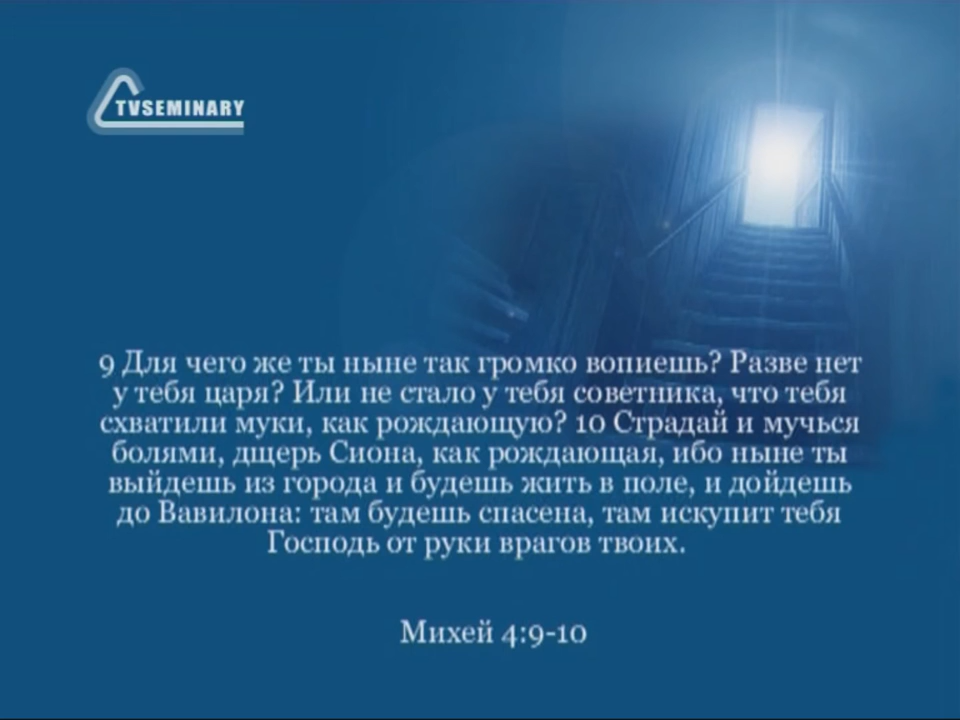 TVSEMINARY
9 Для чего же ты ныне так громко вопиешь? Разве нет
у тебя царя? Или не стало у тебя советника, что тебя
схватили муки, как рождающую? 10 Страдай и мучься
болями, дщерь Сиона, как рождающая, ибо ныне ты
выйдешь из города и будешь жить в поле, и дойдешь
до Вавилона: там будешь спасена, там искупит тебя
Господь от руки врагов твоих.
Михей 4:9-10